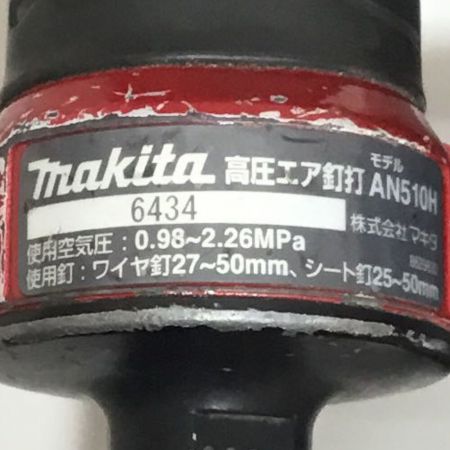 makita 高圧エア釘打 モデル AN510H
6434 株式会社マキタ
使用空気圧：0.98~2.26MPa
使用釘：ワイヤ釘27~50mm、シート釘25~50mm